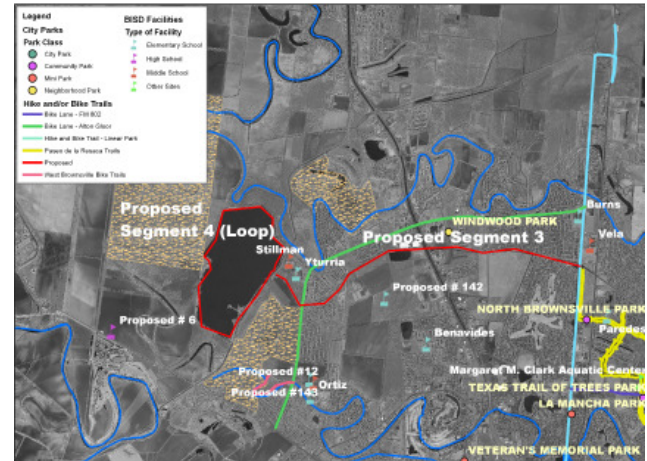 Legend
City Parks
Park Class
City Park
Community Park
Mini Park
Neighborhood Park
Hike and/or Bike Trails
Bike Lane - FM 802
Bike Lane - Alton Gloor
Hike and Bike Trail - Linear Park
Paseo de la Resaca Trails
Proposed
West Brownsville Bike Trails
BISD Facilities
Type of Facility
Elementary School
High School
Middle School
Other Sites
Proposed
Segment 4 (Loop)
Stillman
Yturria
WINDWOOD PARK
Proposed Segment 3
Burns
Vela
Proposed # 6
Proposed # 142
NORTH BROWNSVILLE PARK
Paredes
Benavides
Proposed #12
Proposed #143
Ortiz
Margaret M. Clark Aquatic Center
TEXAS TRAIL OF TREES PARK
LA MANCHA PARK
VETERAN'S MEMORIAL PARK